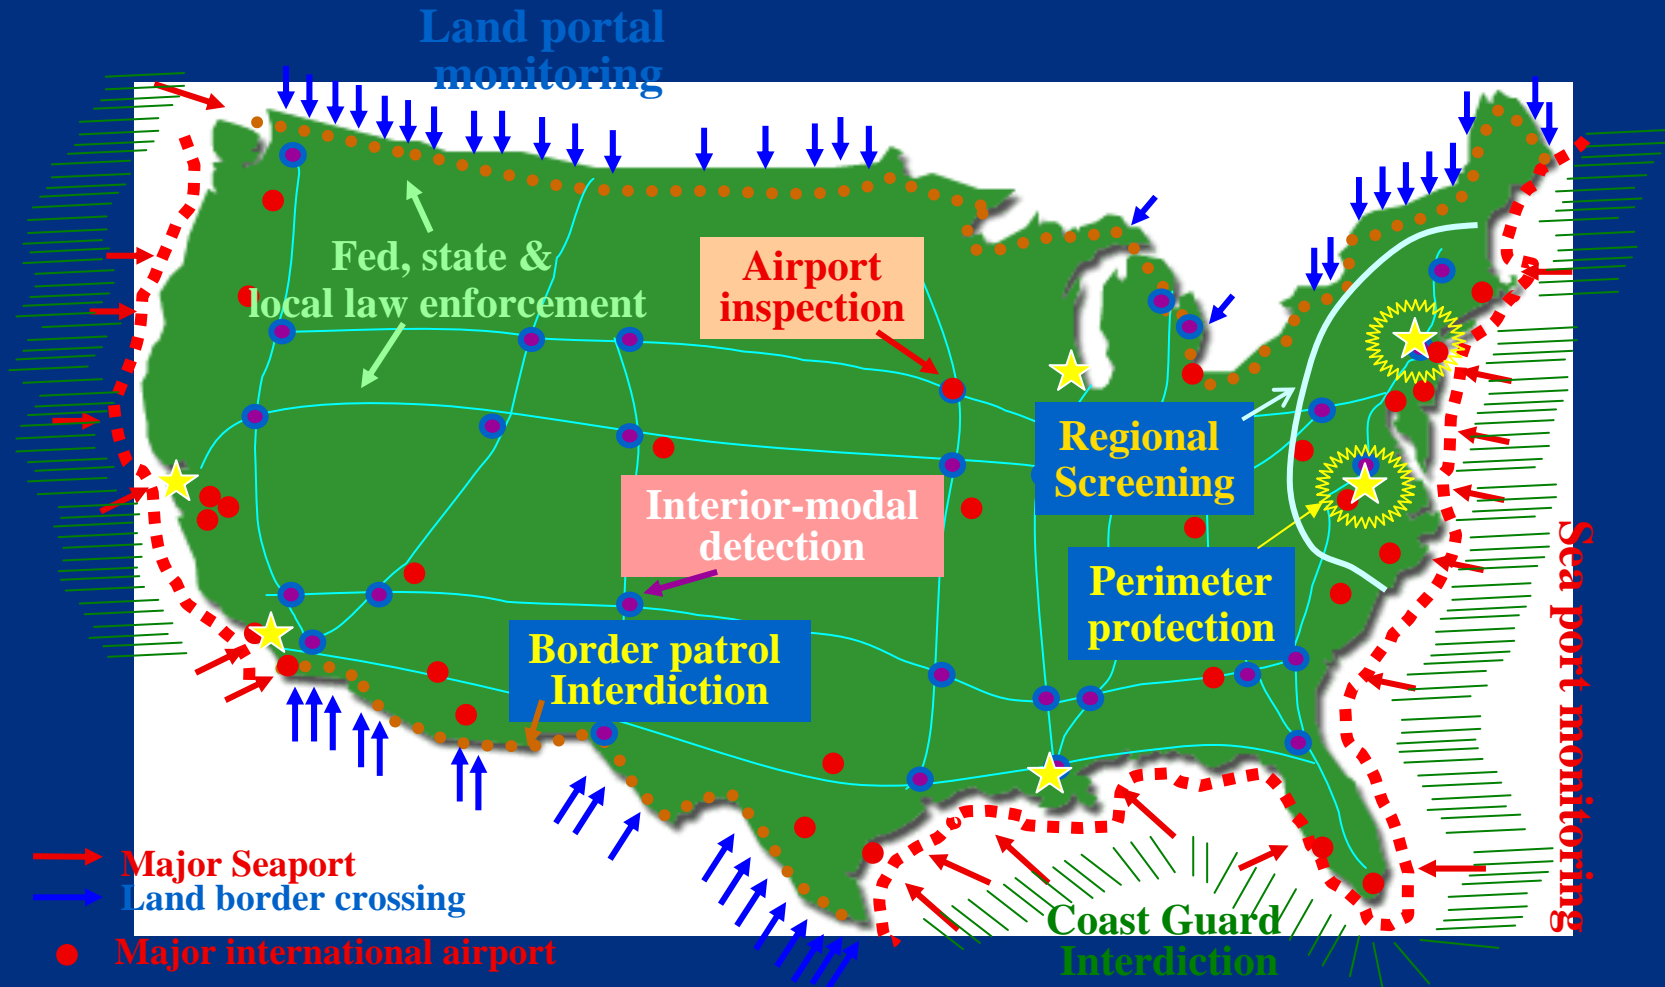 Land portal
monitoring
Fed, state &
local law enforcement
Airport
inspection
Regional
Screening
Interior-modal
detection
Perimeter
protection
Border patrol
Interdiction
Sea port monitoring
Major Seaport
Land border crossing
Major international airport
Coast Guard
Interdiction